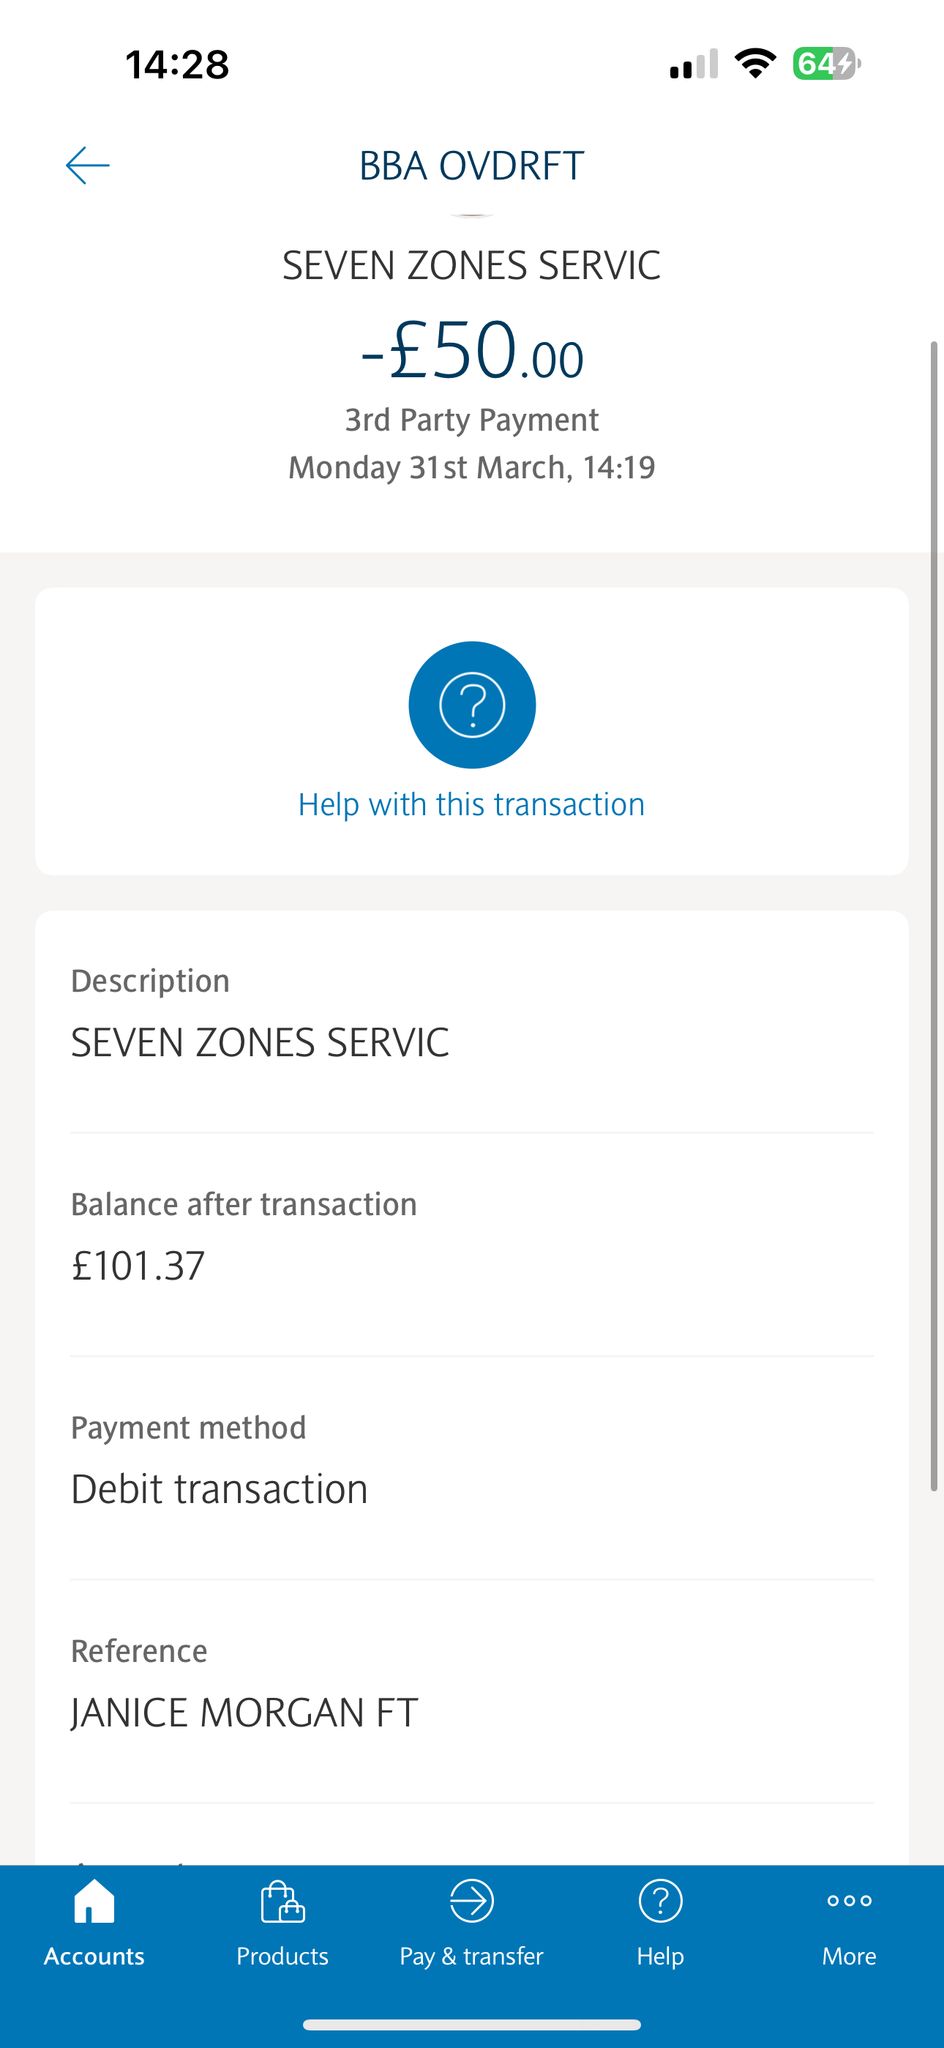 14:28
64
BBA OVDRFT
SEVEN ZONES SERVIC
-£50.00
3rd Party Payment
Monday 31st March, 14:19
?
Help with this transaction
Description
SEVEN ZONES SERVIC
Balance after transaction
£101.37
Payment method
Debit transaction
Reference
JANICE MORGAN FT
Accounts
Products
Pay & transfer
?
Help
More